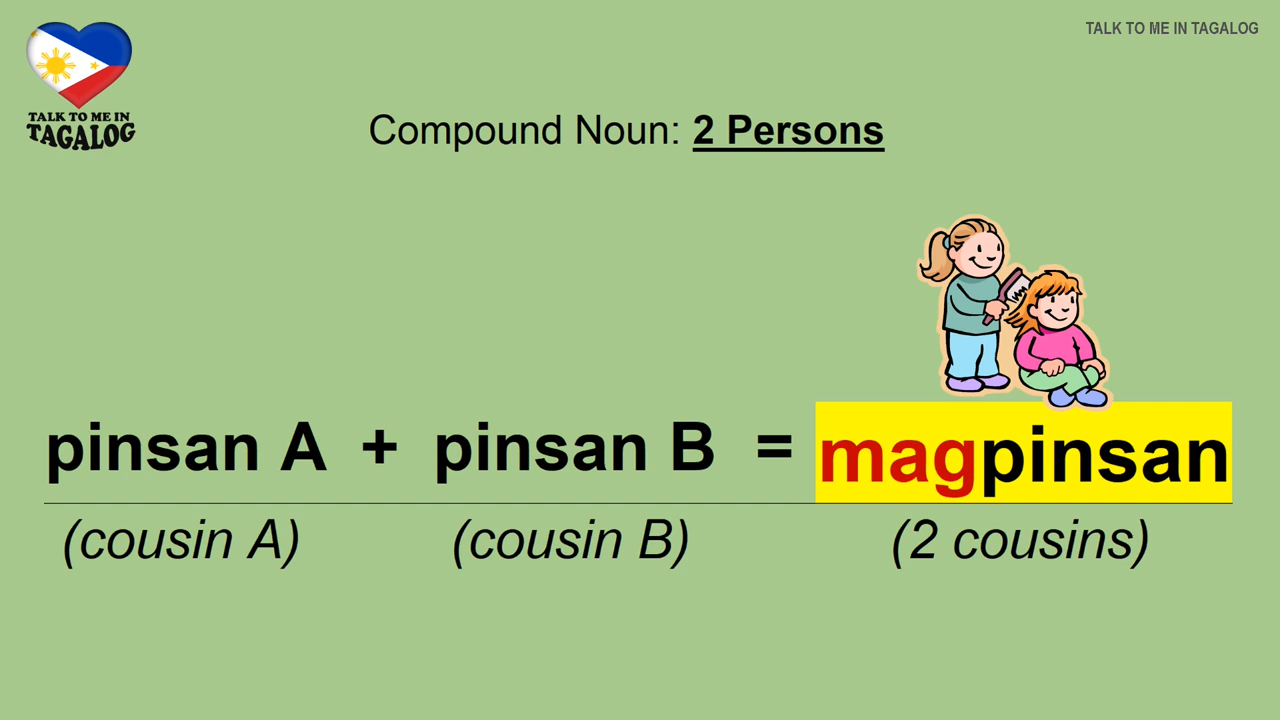 TALK TO ME IN TAGALOG
TALK TO ME IN
TAGALOG
Compound Noun: 2 Persons
pinsan A + pinsan B = magpinsan
(cousin A) (cousin B) (2 cousins)